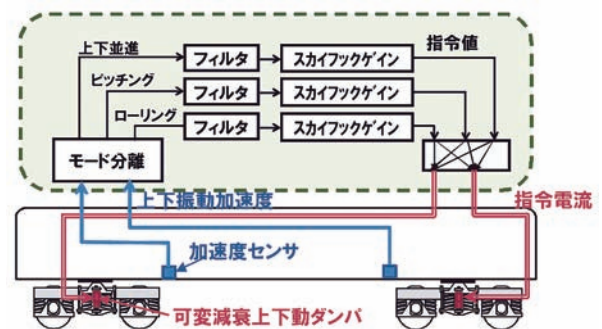 上下並進
フィルタ
スカイフックゲイン
指令値
ピッチング
フィルタ
スカイフックゲイン
ローリング
フィルタ
スカイフックゲイン
モード分離
上下振動加速度
指令電流
加速度センサ
可変減衰上下動ダンパ